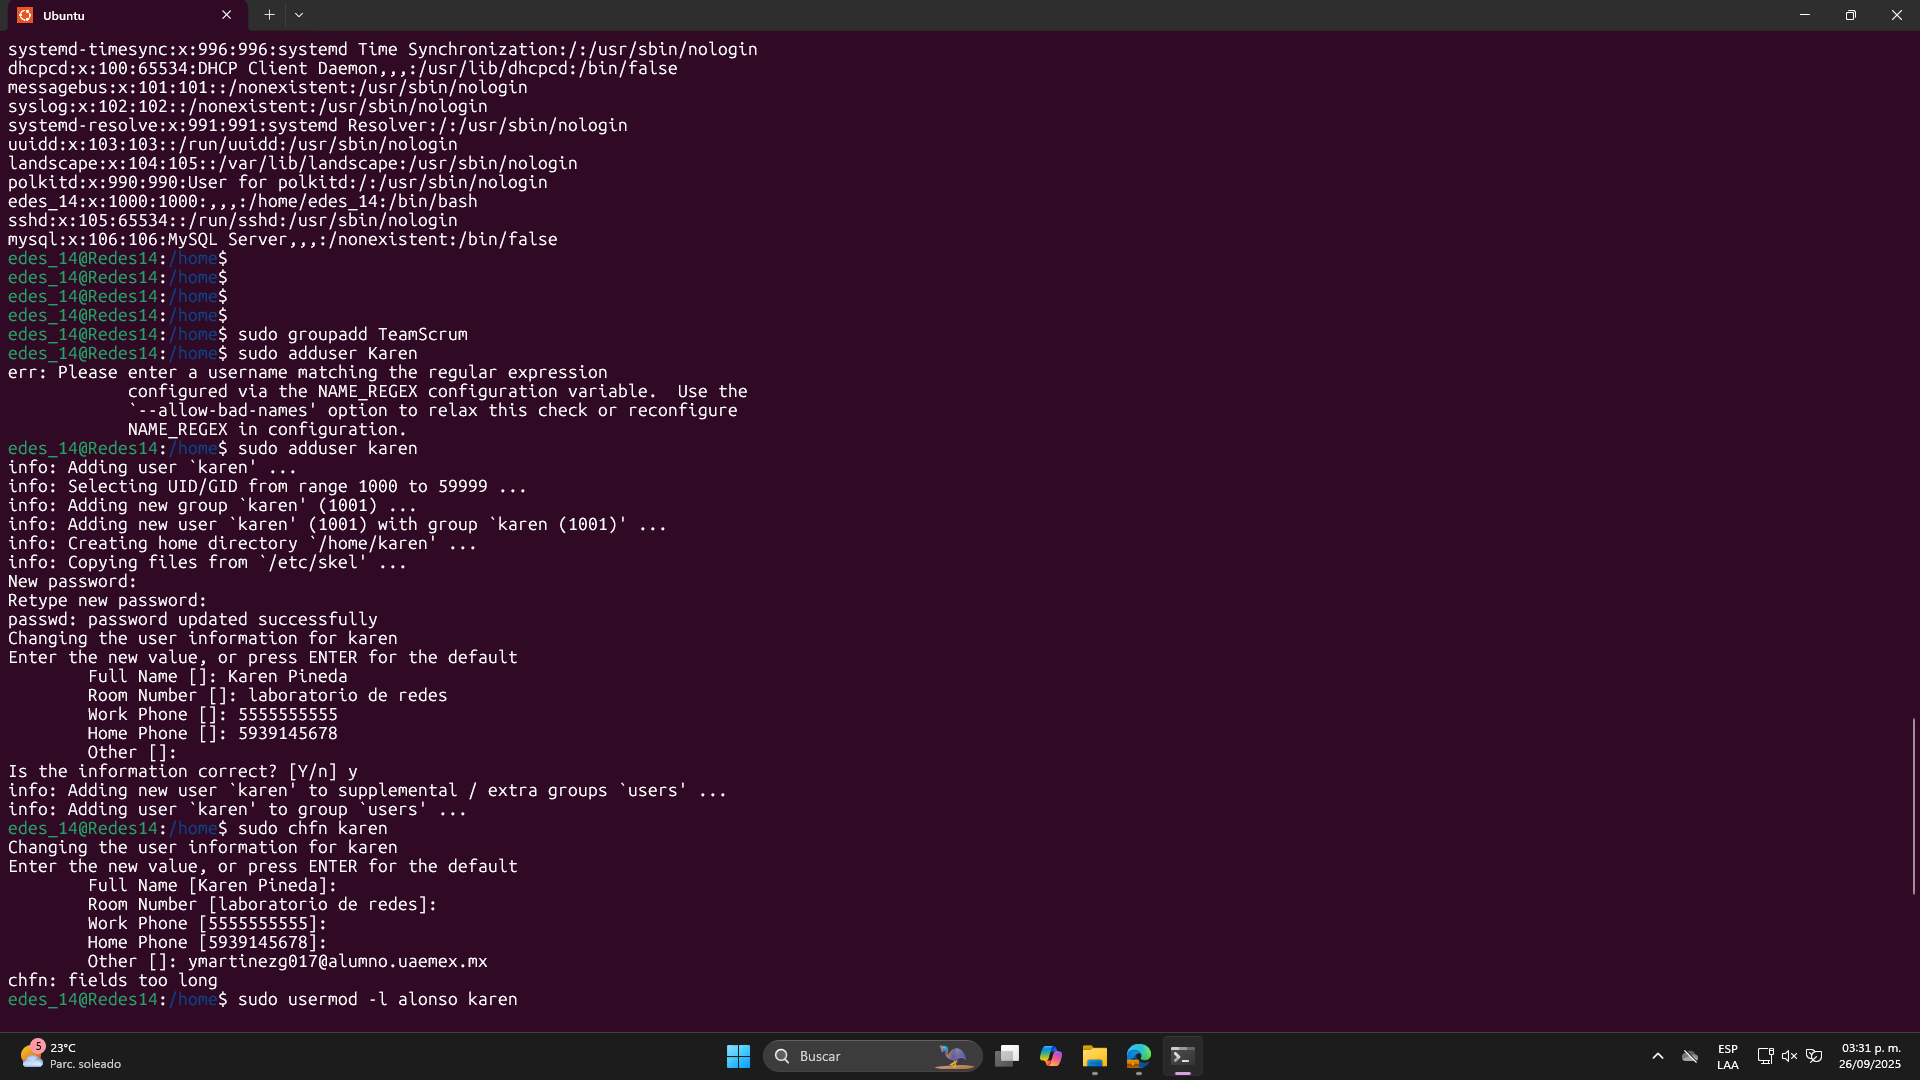 Ubuntu
systemd-timesync:x:996:996:systemd Time Synchronization:/:/usr/sbin/nologin
dhcpcd:x:100:65534:DHCP Client Daemon,,,:/usr/lib/dhcpcd:/bin/false
messagebus:x:101:101::/nonexistent:/usr/sbin/nologin
syslog:x:102:102::/nonexistent:/usr/sbin/nologin
systemd-resolve:x:991:991:systemd Resolver:/:/usr/sbin/nologin
uuidd:x:103:103::/run/uuidd:/usr/sbin/nologin
landscape:x:104:105::/var/lib/landscape:/usr/sbin/nologin
polkitd:x:990:990:User for polkitd:/:/usr/sbin/nologin
edes_14:x:1000:1000:,,,:/home/edes_14:/bin/bash
sshd:x:105:65534::/run/sshd:/usr/sbin/nologin
mysql:x:106:106:MySQL Server,,,:/nonexistent:/bin/false
edes_14@Redes14:/home$
edes_14@Redes14:/home$
edes_14@Redes14:/home$
edes_14@Redes14:/home$
edes_14@Redes14:/home$ sudo groupadd TeamScrum
edes_14@Redes14:/home$ sudo adduser Karen
err: Please enter a username matching the regular expression
configured via the NAME_REGEX configuration variable.  Use the
`--allow-bad-names' option to relax this check or reconfigure
NAME_REGEX in configuration.
edes_14@Redes14:/home$ sudo adduser karen
info: Adding user `karen' ...
info: Selecting UID/GID from range 1000 to 59999 ...
info: Adding new group `karen' (1001) ...
info: Adding new user `karen' (1001) with group `karen (1001)' ...
info: Creating home directory `/home/karen' ...
info: Copying files from `/etc/skel' ...
New password:
Retype new password:
passwd: password updated successfully
Changing the user information for karen
Enter the new value, or press ENTER for the default
Full Name []: Karen Pineda
Room Number []: laboratorio de redes
Work Phone []: 5555555555
Home Phone []: 5939145678
Other []:
Is the information correct? [Y/n] y
info: Adding new user `karen' to supplemental / extra groups `users' ...
info: Adding user `karen' to group `users' ...
edes_14@Redes14:/home$ sudo chfn karen
Changing the user information for karen
Enter the new value, or press ENTER for the default
Full Name [Karen Pineda]:
Room Number [laboratorio de redes]:
Work Phone [5555555555]:
Home Phone [5939145678]:
Other []: ymartinezg017@alumno.uaemex.mx
chfn: fields too long
edes_14@Redes14:/home$ sudo usermod -l alonso karen
5
23°C
Parc. soleado
Buscar
ESP
LAA
03:31 p. m.
26/09/2025